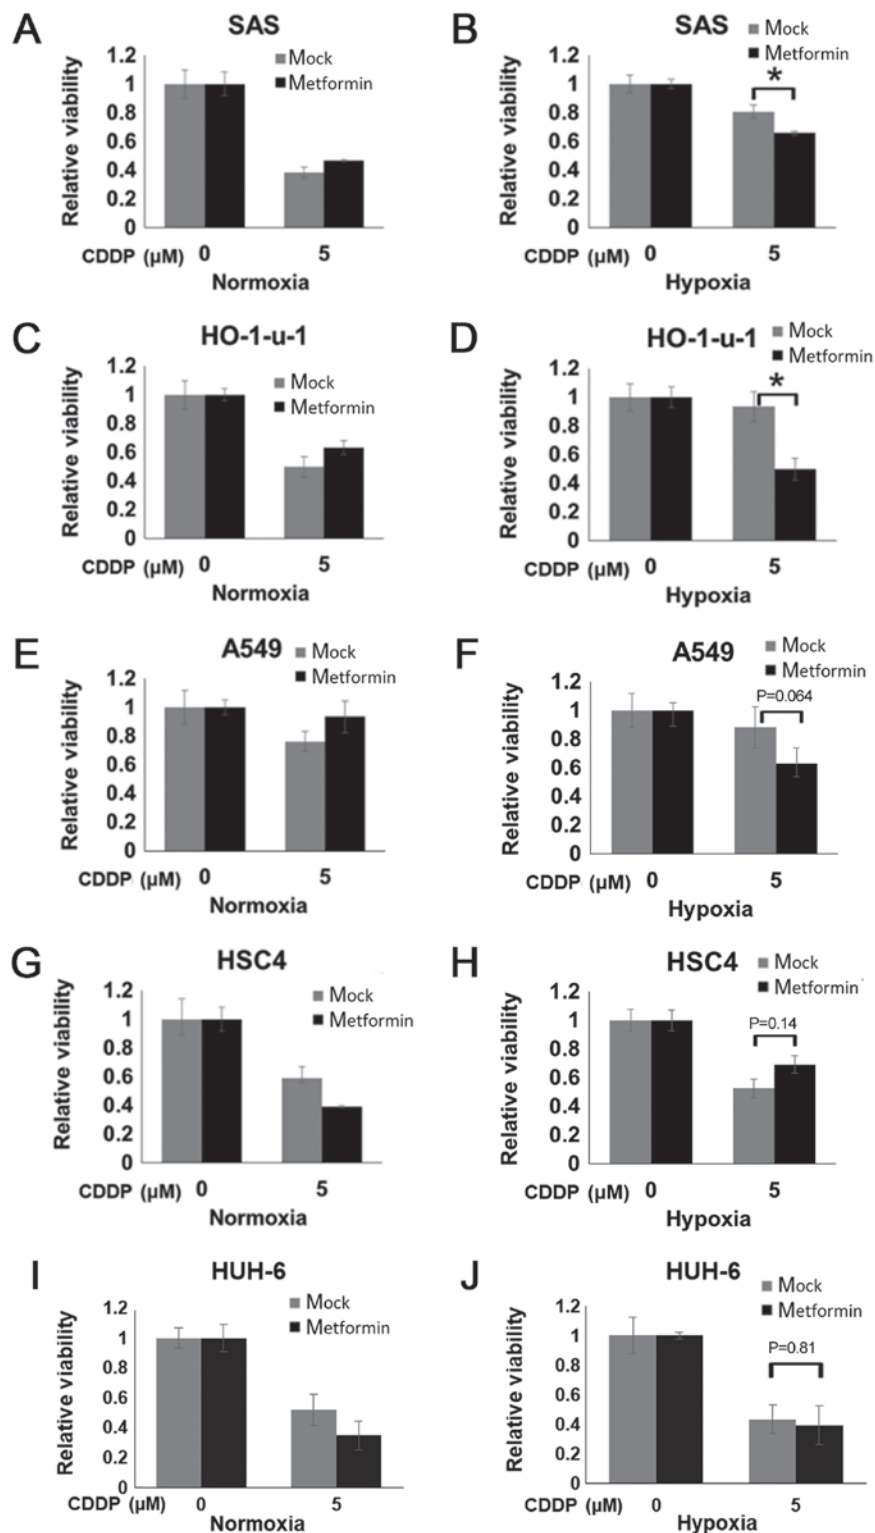 A
SAS
Mock
Metformin
Relative viability
1.2
1
0.8
0.6
0.4
0.2
0
CDDP (µM) 0 5
Normoxia
B
SAS
Mock
Metformin
*
Relative viability
1.2
1
0.8
0.6
0.4
0.2
0
CDDP (µM) 0 5
Hypoxia
C
HO-1-u-1
Mock
Metformin
Relative viability
1.2
1
0.8
0.6
0.4
0.2
0
CDDP (µM) 0 5
Normoxia
D
HO-1-u-1
Mock
Metformin
*
Relative viability
1.2
1
0.8
0.6
0.4
0.2
0
CDDP (µM) 0 5
Hypoxia
E
A549
Mock
Metformin
Relative viability
1.2
1
0.8
0.6
0.4
0.2
0
CDDP (µM) 0 5
Normoxia
F
A549
Mock
Metformin
P=0.064
Relative viability
1.2
1
0.8
0.6
0.4
0.2
0
CDDP (µM) 0 5
Hypoxia
G
HSC4
Mock
Metformin
Relative viability
1.2
1
0.8
0.6
0.4
0.2
0
CDDP (µM) 0 5
Normoxia
H
HSC4
Mock
Metformin
P=0.14
Relative viability
1.2
1
0.8
0.6
0.4
0.2
0
CDDP (µM) 0 5
Hypoxia
I
HUH-6
Mock
Metformin
Relative viability
1.2
1
0.8
0.6
0.4
0.2
0
CDDP (µM) 0 5
Normoxia
J
HUH-6
Mock
Metformin
P=0.81
Relative viability
1.2
1
0.8
0.6
0.4
0.2
0
CDDP (µM) 0 5
Hypoxia